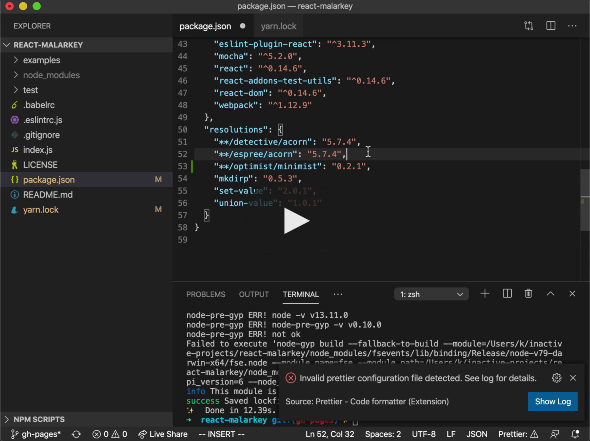 package.json — react-malarkey
EXPLORER
package.json
yarn.lock
REACT-MALARKEY
examples
node_modules
test
.babelrc
.eslintrc.js
.gitignore
JS index.js
LICENSE
{} package.json M
README.md
yarn.lock M
NPM SCRIPTS
43 "eslint-plugin-react": "^3.11.3",
44 "mocha": "^5.2.0",
45 "react": "^0.14.6",
46 "react-addons-test-utils": "^0.14.6",
47 "react-dom": "^0.14.6",
48 "webpack": "^1.12.9"
49 },
50 "resolutions": {
51 "**/detective/acorn": "5.7.4",
52 "**/espree/acorn": "5.7.4",
53 "**/optimist/minimist": "0.2.1",
54 "mkdirp": "0.5.3",
55 "set-value": "2.0.1",
56 "union-value": "1.0.1"
57 }
58 }
59
PROBLEMS OUTPUT TERMINAL ··· 1: zsh
node-pre-gyp ERR! node -v v13.11.0
node-pre-gyp ERR! node-pre-gyp -v v0.10.0
node-pre-gyp ERR! not ok
Failed to execute 'node-gyp build --fallback-to-build --module=/Users/k/inactiv
e-projects/react-malarkey/node_modules/fsevents/lib/binding/Release/node-v79-da
rwin-x64/fse.node --module_name=fse --module_path=/Users/k/inactive-projects/re
act-malarkey/node_m
pi_version=6 --node_
info This module is
success Saved lockf
Done in 12.39s.
react-malarkey git:(gh-pages)
Invalid prettier configuration file detected. See log for details.
Source: Prettier - Code formatter (Extension)
Show Log
gh-pages* 0 0 Live Share -- INSERT -- Ln 52, Col 32 Spaces: 2 UTF-8 LF JSON Prettier: